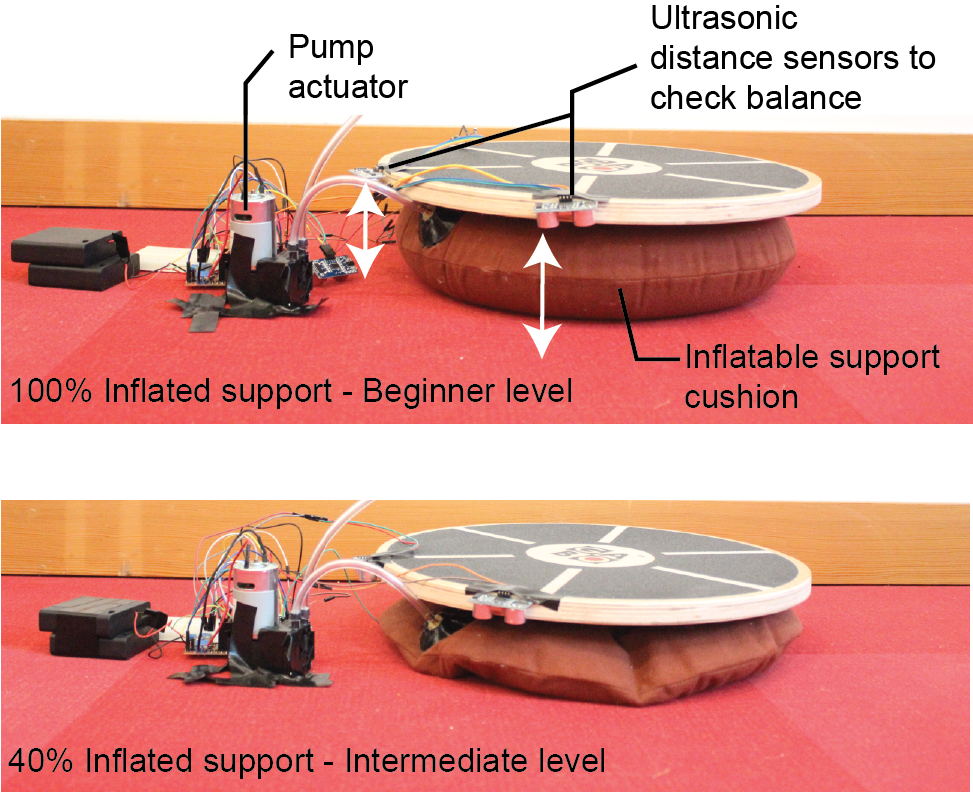 Pump
actuator
Ultrasonic
distance sensors to
check balance
Inflatable support
cushion
100% Inflated support - Beginner level
40% Inflated support - Intermediate level